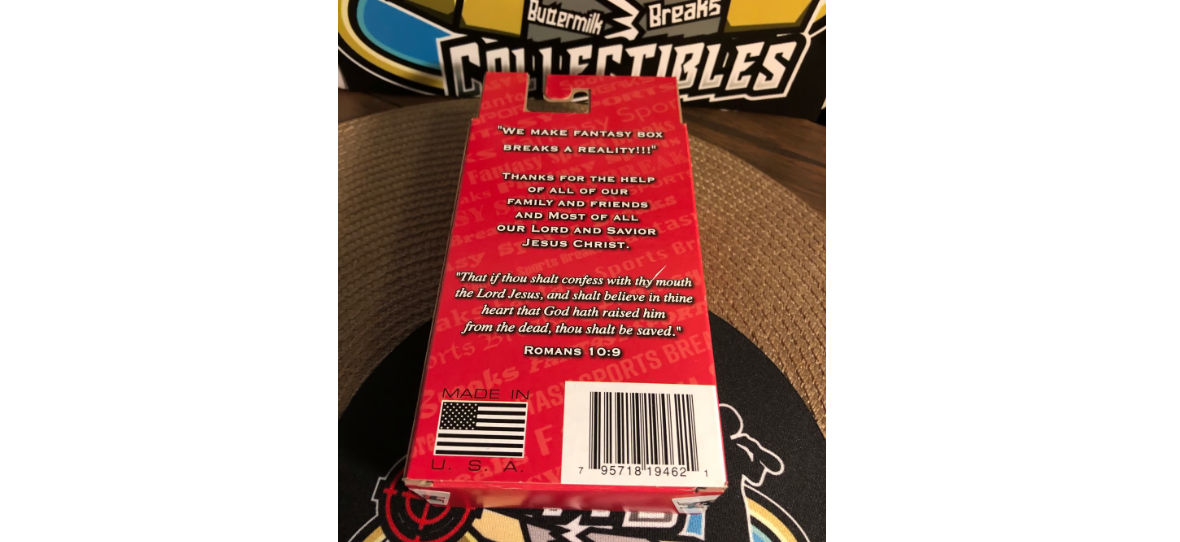 Buttermilk Breaks
COLLECTIBLES
"WE MAKE FANTASY BOX
BREAKS A REALITY!!!"
THANKS FOR THE HELP
OF ALL OF OUR
FAMILY AND FRIENDS
AND MOST OF ALL
OUR LORD AND SAVIOR
JESUS CHRIST.
"That if thou shalt confess with thy mouth
the Lord Jesus, and shalt believe in thine
heart that God hath raised him
from the dead, thou shalt be saved."
ROMANS 10:9
MADE IN
U. S. A.
7 95718 19462 1